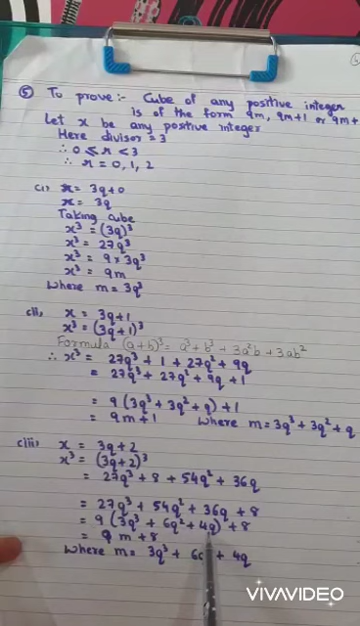 ⑤ To prove :- Cube of any positive integer
is of the form 9m, 9m+1 or 9m+
Let x be any positive integer
Here divisor = 3
∴ 0 ≤ r < 3
∴ r = 0, 1, 2
(i) x = 3q+0
x = 3q
Taking cube
x³ = (3q)³
x³ = 27q³
x³ = 9 × 3q³
x³ = 9m
Where m = 3q³
(ii) x = 3q+1
x³ = (3q+1)³
Formula (a+b)³ = a³ + b³ + 3a²b + 3ab²
∴ x³ = 27q³ + 1 + 27q² + 9q
= 27q³ + 27q² + 9q + 1
= 9 (3q³ + 3q² + q) + 1
= 9m + 1 Where m = 3q³ + 3q² + q
(iii) x = 3q+2
x³ = (3q+2)³
= 27q³ + 8 + 54q² + 36q
= 27q³ + 54q² + 36q + 8
= 9 (3q³ + 6q² + 4q) + 8
= 9m + 8
Where m = 3q³ + 6q + 4q
VIVAVIDEO